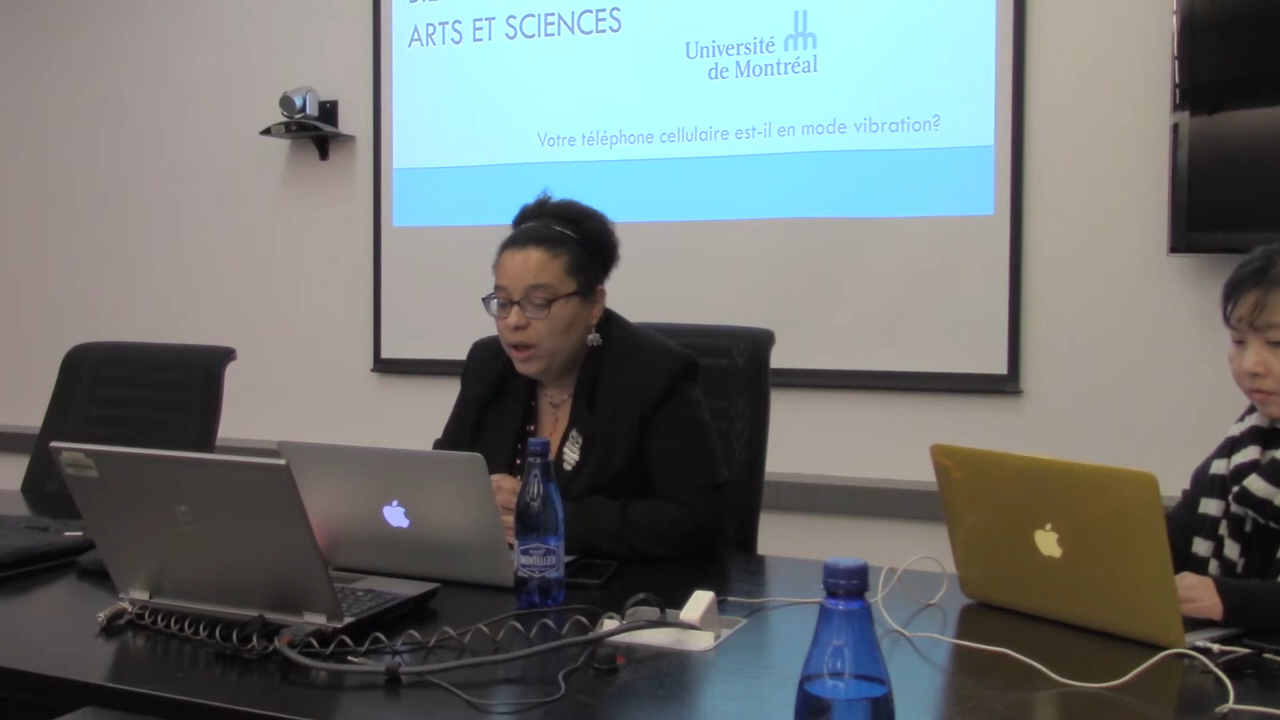 ARTS ET SCIENCES
Université
de Montréal
Votre téléphone cellulaire est-il en mode vibration?
MONTELLIER